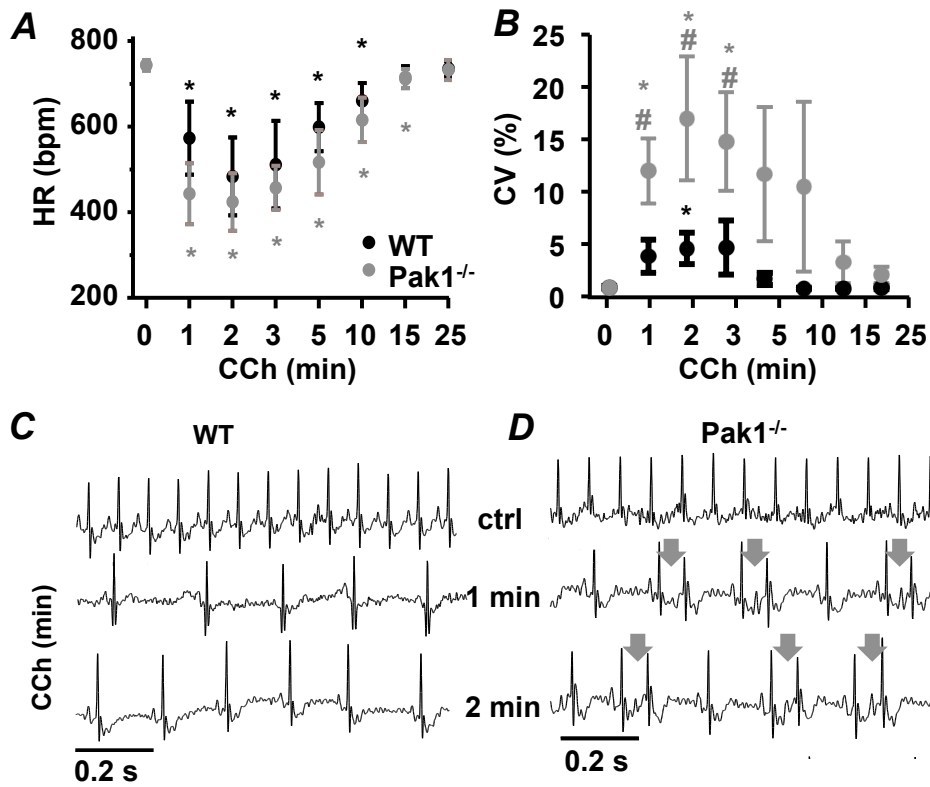 A
800
600
400
200
HR (bpm)
* * * * *
* * * * * *
WT
Pak1-/-
0 1 2 3 5 10 15 25
CCh (min)
B
25
20
15
10
5
0
CV (%)
* * *
# # #
*
0 1 2 3 5 10 15 25
CCh (min)
C
WT
D
Pak1-/-
ctrl
1 min
2 min
CCh (min)
0.2 s
0.2 s